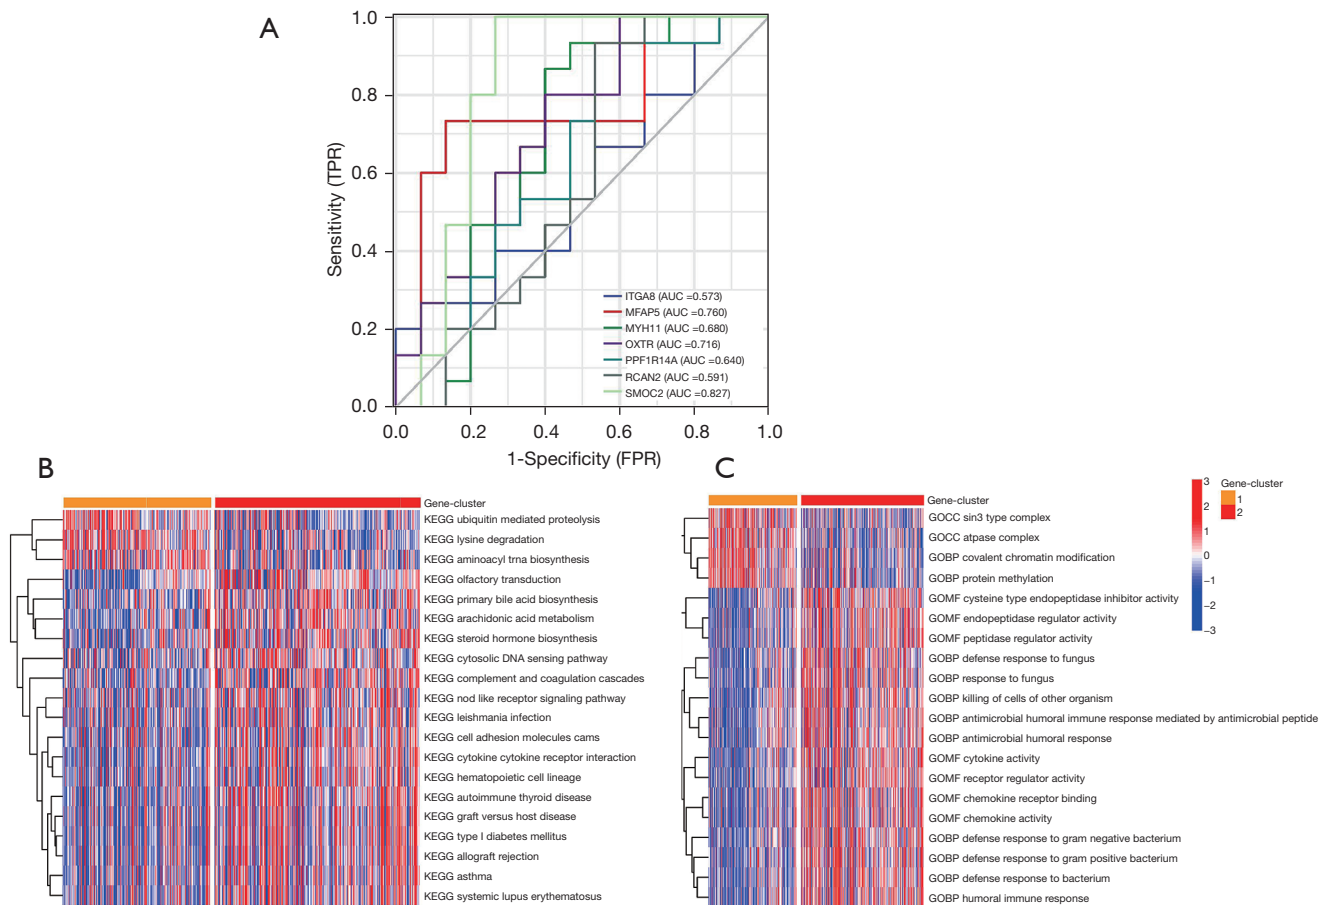 A
1.0
0.8
0.6
0.4
0.2
0.0
Sensitivity (TPR)
ITGA8 (AUC =0.573)
MFAP5 (AUC =0.760)
MYH11 (AUC =0.680)
OXTR (AUC =0.716)
PPF1R14A (AUC =0.640)
RCAN2 (AUC =0.591)
SMOC2 (AUC =0.827)
0.0 0.2 0.4 0.6 0.8 1.0
1-Specificity (FPR)
B
Gene-cluster
KEGG ubiquitin mediated proteolysis
KEGG lysine degradation
KEGG aminoacyl trna biosynthesis
KEGG olfactory transduction
KEGG primary bile acid biosynthesis
KEGG arachidonic acid metabolism
KEGG steroid hormone biosynthesis
KEGG cytosolic DNA sensing pathway
KEGG complement and coagulation cascades
KEGG nod like receptor signaling pathway
KEGG leishmania infection
KEGG cell adhesion molecules cams
KEGG cytokine cytokine receptor interaction
KEGG hematopoietic cell lineage
KEGG autoimmune thyroid disease
KEGG graft versus host disease
KEGG type I diabetes mellitus
KEGG allograft rejection
KEGG asthma
KEGG systemic lupus erythematosus
C
Gene-cluster
GOCC sin3 type complex
GOCC atpase complex
GOBP covalent chromatin modification
GOBP protein methylation
GOMF cysteine type endopeptidase inhibitor activity
GOMF endopeptidase regulator activity
GOMF peptidase regulator activity
GOBP defense response to fungus
GOBP response to fungus
GOBP killing of cells of other organism
GOBP antimicrobial humoral immune response mediated by antimicrobial peptide
GOBP antimicrobial humoral response
GOMF cytokine activity
GOMF receptor regulator activity
GOMF chemokine receptor binding
GOMF chemokine activity
GOBP defense response to gram negative bacterium
GOBP defense response to gram positive bacterium
GOBP defense response to bacterium
GOBP humoral immune response
3
2
1
0
−1
−2
−3
Gene-cluster
1
2